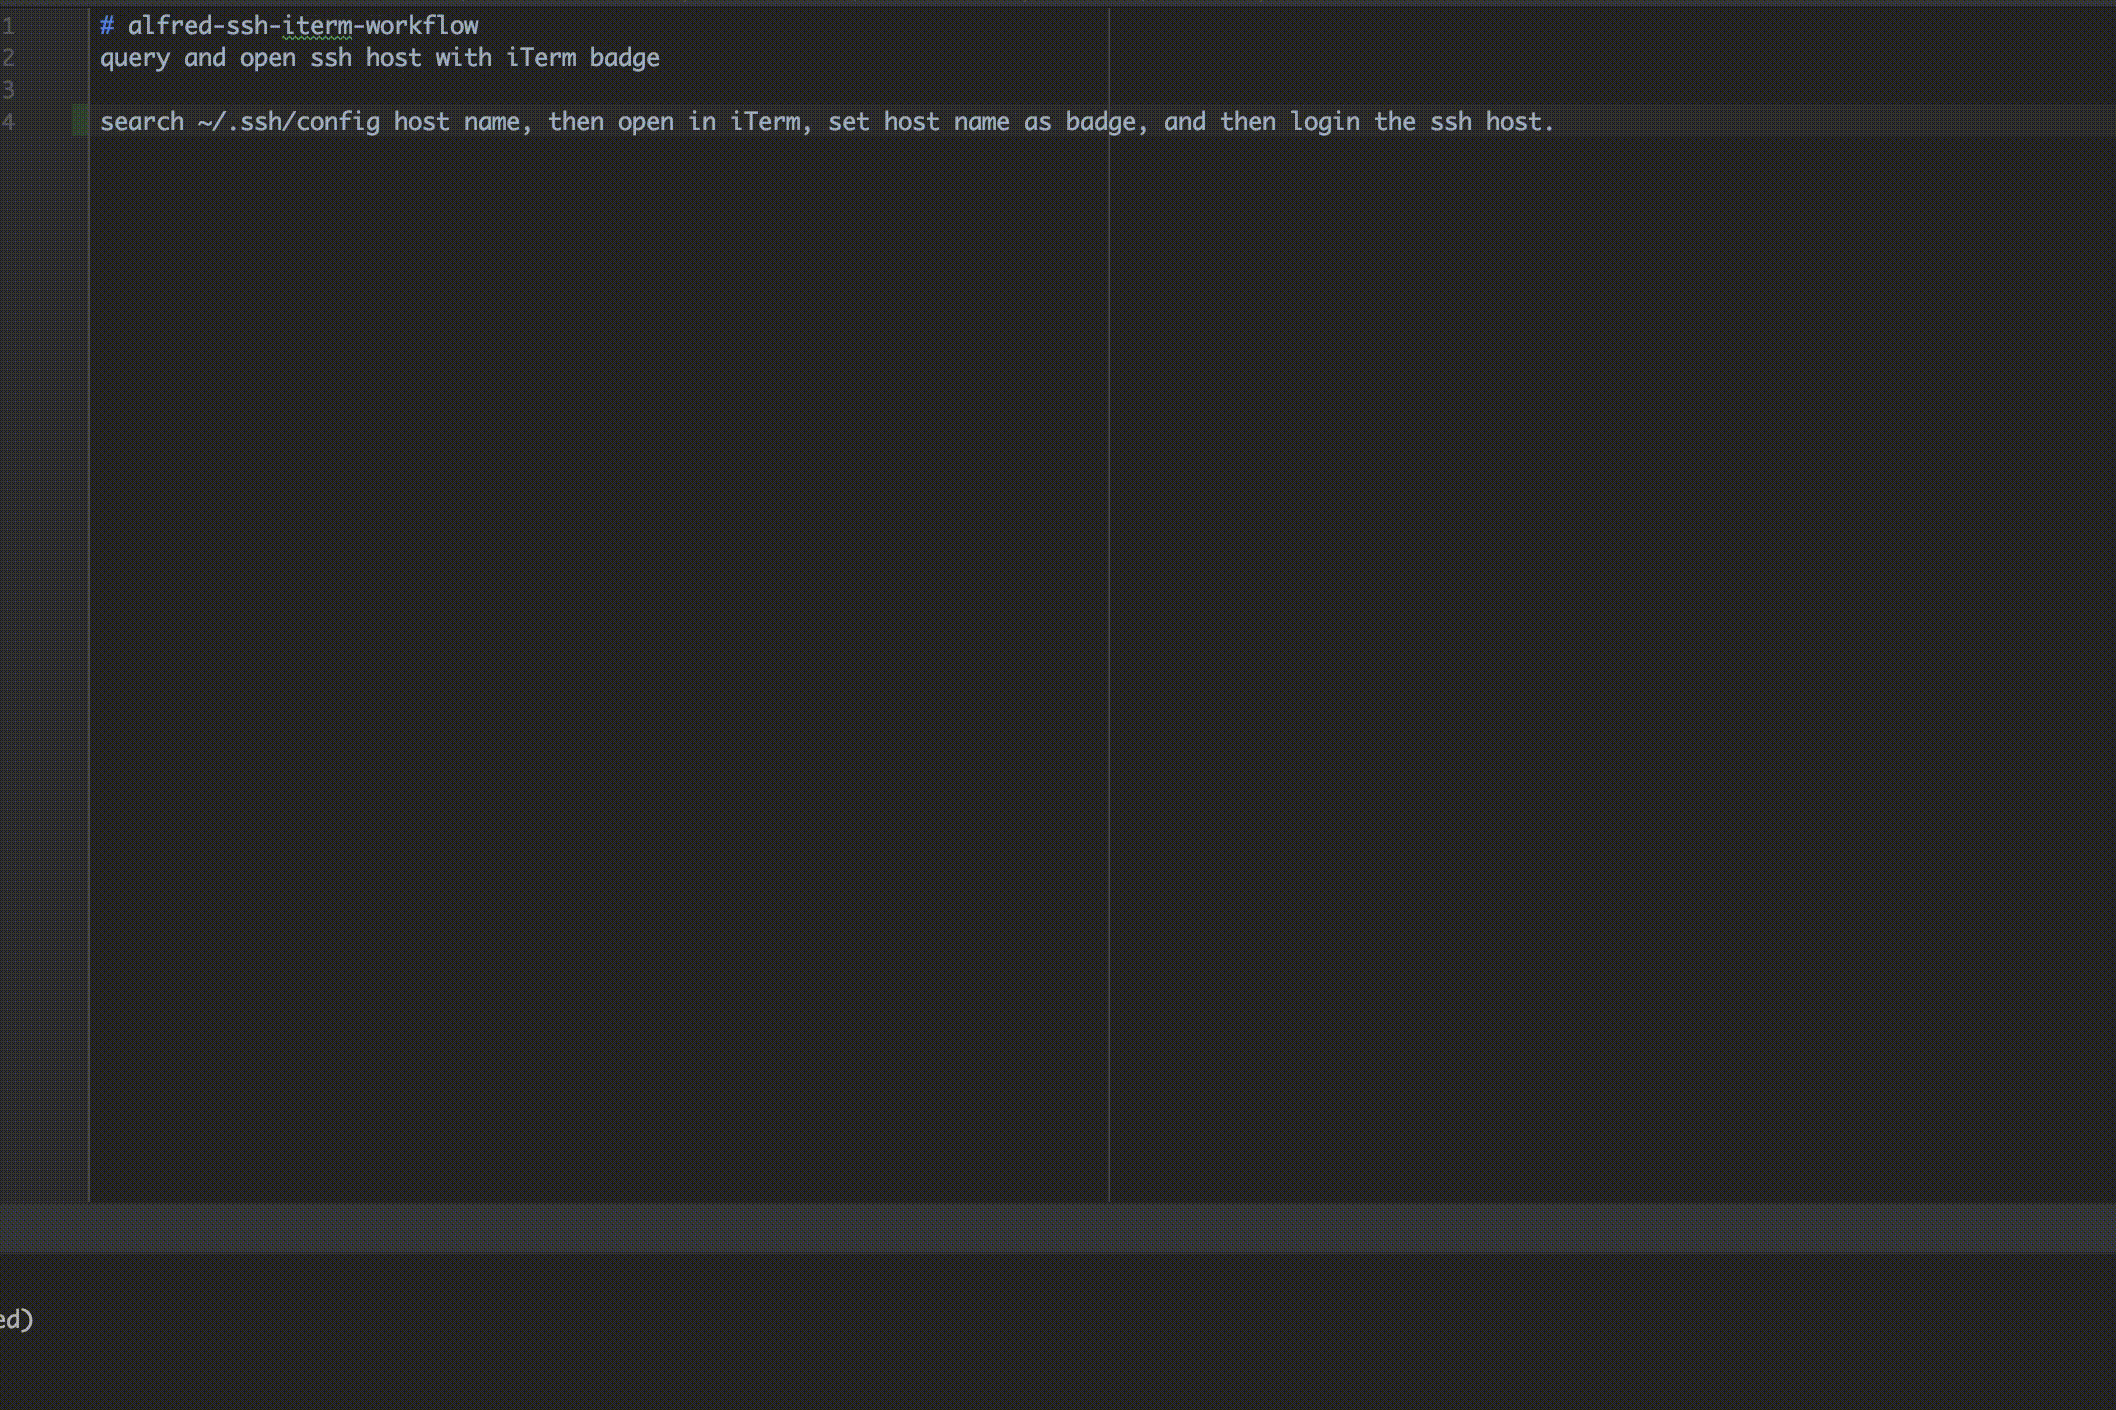 1 # alfred-ssh-iterm-workflow
2 query and open ssh host with iTerm badge
3
4 search ~/.ssh/config host name, then open in iTerm, set host name as badge, and then login the ssh host.
ed)